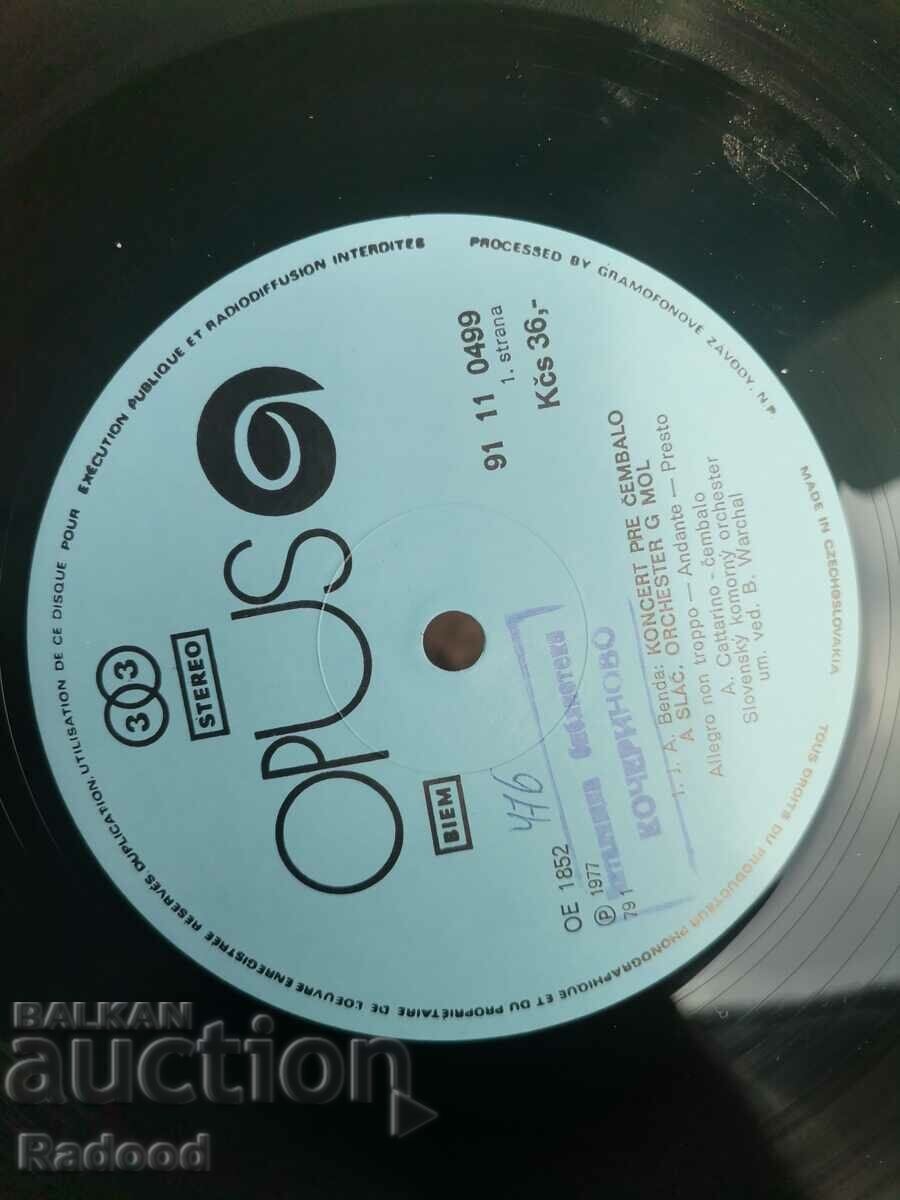 TOUS DROITS DU PRODUCTEUR PHONOGRAPHIQUE ET DU PROPRIÉTAIRE DE L'OEUVRE ENREGISTRÉE RÉSERVÉS. DUPLICATION, UTILISATION DE CE DISQUE POUR EXÉCUTION PUBLIQUE ET RADIODIFFUSION INTERDITES
PROCESSED BY GRAMOFONOVÉ ZÁVODY, N.P.
MADE IN CZECHOSLOVAKIA
33
STEREO
OPUS
BIEM
91 11 0499
1. strana
Kčs 36,-
476
OE 1852
Ⓟ 1977
79 1
библиотека
КОЧЕРИНОВО
1. J. A. Benda: KONCERT PRE ČEMBALO
A SLÁČ. ORCHESTER G MOL
Allegro non troppo — Andante — Presto
A. Cattarino - čembalo
Slovenský komorný orchester
um. ved. B. Warchal
BALKAN
auction
Radood